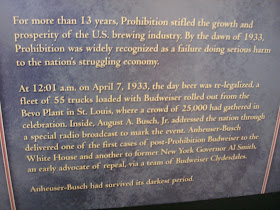 For more than 13 years, Prohibition stifled the growth and
prosperity of the U.S. brewing industry. By the dawn of 1933,
Prohibition was widely recognized as a failure doing serious harm
to the nation's struggling economy.
At 12:01 a.m. on April 7, 1933, the day beer was re-legalized, a
fleet of 55 trucks loaded with Budweiser rolled out from the
Bevo Plant in St. Louis, where a crowd of 25,000 had gathered in
celebration. Inside, August A. Busch, Jr. addressed the nation through
a special radio broadcast to mark the event. Anheuser-Busch
delivered one of the first cases of post-Prohibition Budweiser to the
White House and another to former New York Governor Al Smith,
an early advocate of repeal, via a team of Budweiser Clydesdales.
Anheuser-Busch had survived its darkest period.